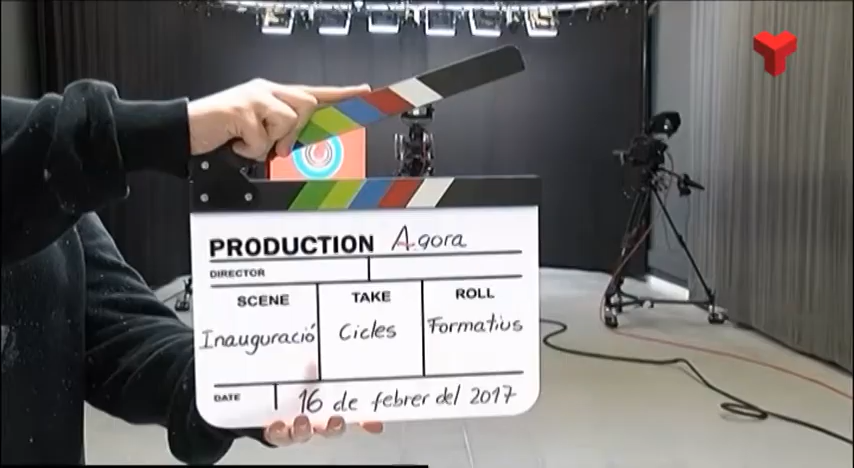 PRODUCTION Agora
DIRECTOR
SCENE TAKE ROLL
Inauguració Cicles Formatius
DATE 16 de febrer del 2017